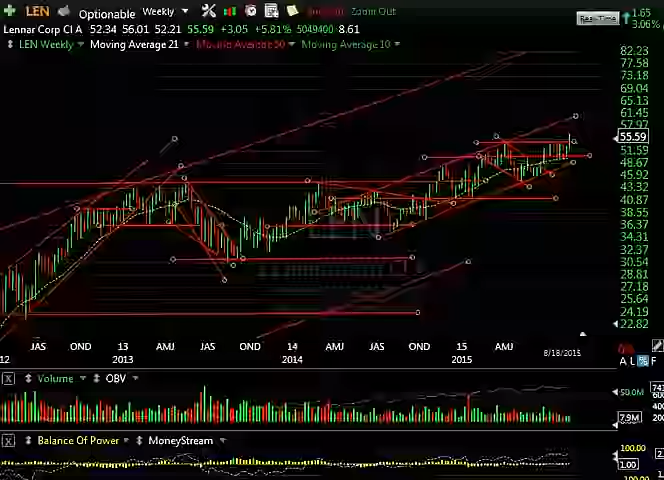 LEN Optionable Weekly Zoom Out
Real-Time 1.65
3.06%
Lennar Corp Cl A 52.34 56.01 52.21 55.59 +3.05 +5.81% 5049400 8.61
LEN Weekly Moving Average 21 Moving Average 50 Moving Average 10
82.23
77.58
73.18
69.04
65.13
61.45
57.97
55.59
51.59
48.67
45.92
43.32
40.87
38.55
36.37
34.31
32.37
30.54
28.81
27.18
25.64
24.19
22.82
LEN
JAS OND 13 AMJ JAS OND 14 AMJ JAS OND 15 AMJ
12 2013 2014 2015 8/18/2015
A L % F
X Volume OBV
50.0M
7.9M
X Balance Of Power MoneyStream
100.00
1.00
-100.00